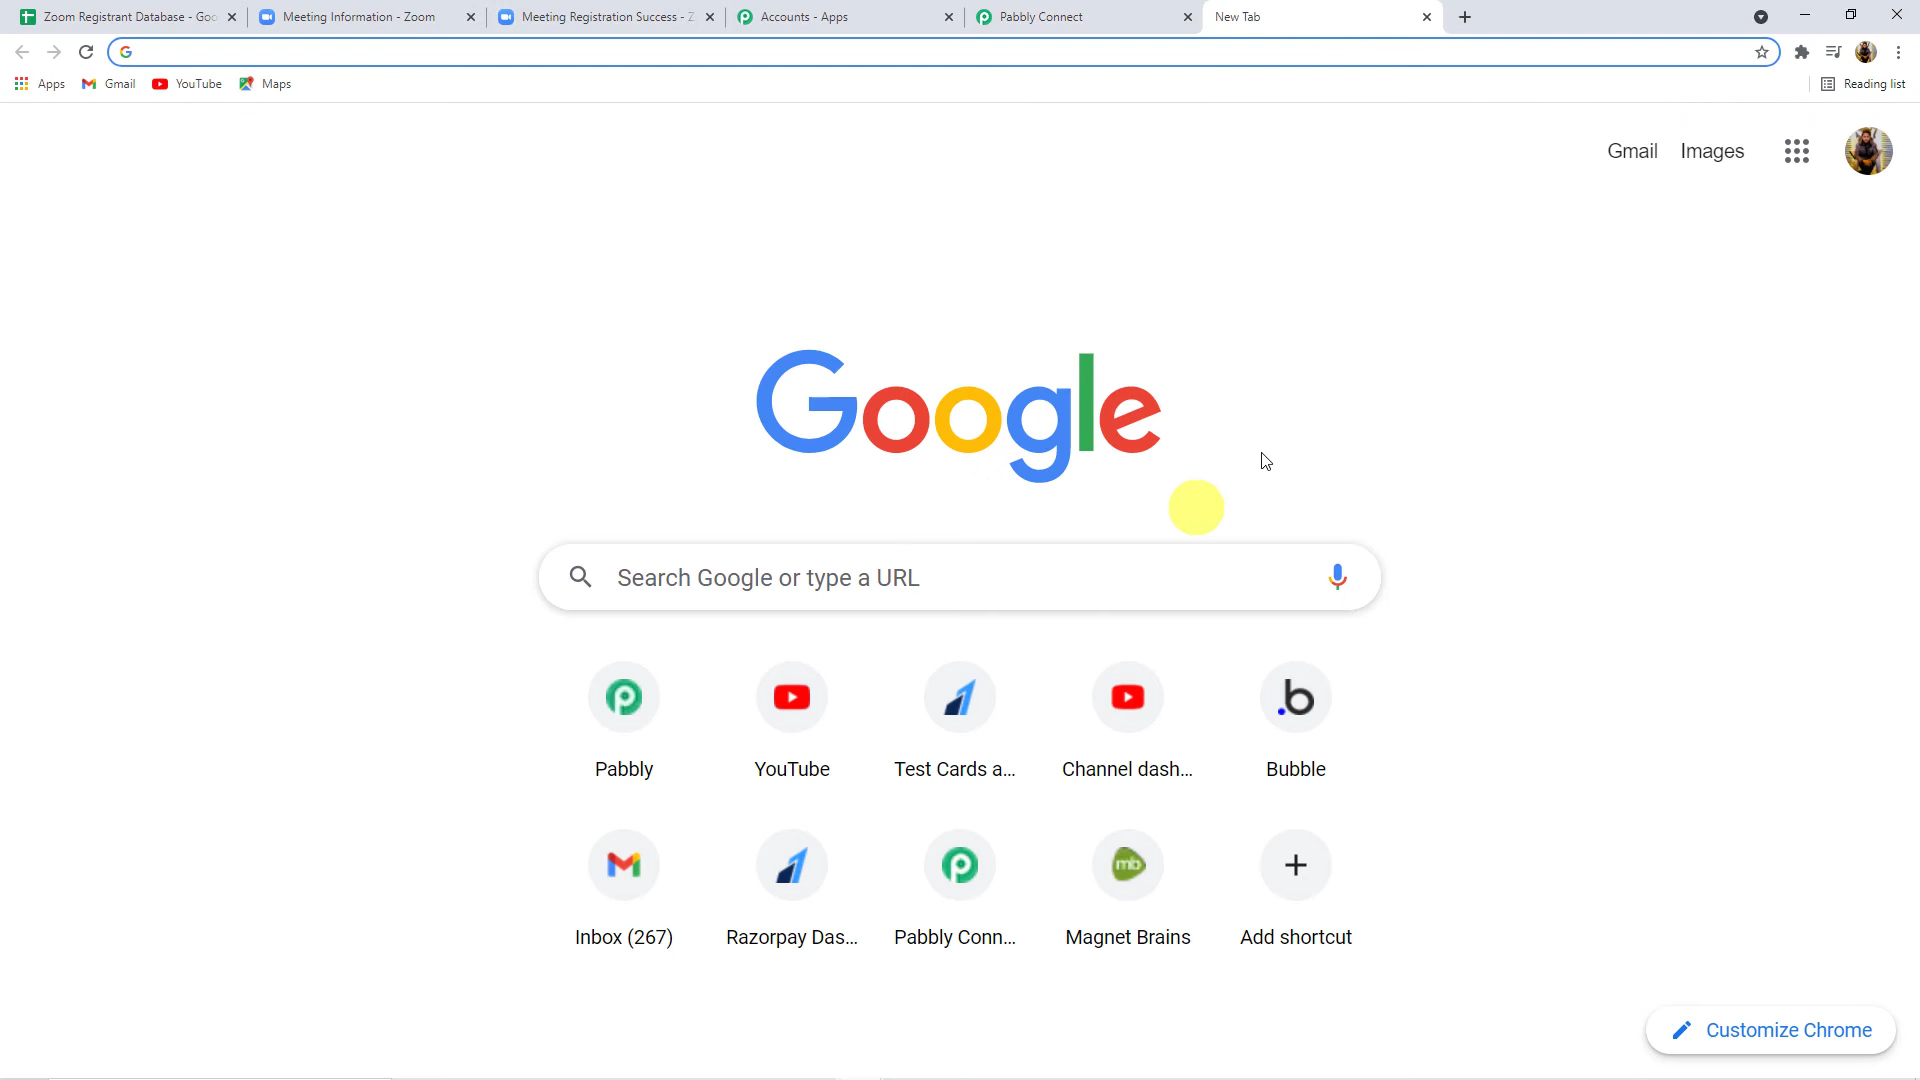 Zoom Registrant Database - Goo
Meeting Information - Zoom
Meeting Registration Success - Z
Accounts - Apps
Pabbly Connect
New Tab
Apps
Gmail
YouTube
Maps
Reading list
Gmail
Images
Google
Search Google or type a URL
Pabbly
YouTube
Test Cards a...
Channel dash...
Bubble
Inbox (267)
Razorpay Das...
Pabbly Conn...
Magnet Brains
Add shortcut
Customize Chrome